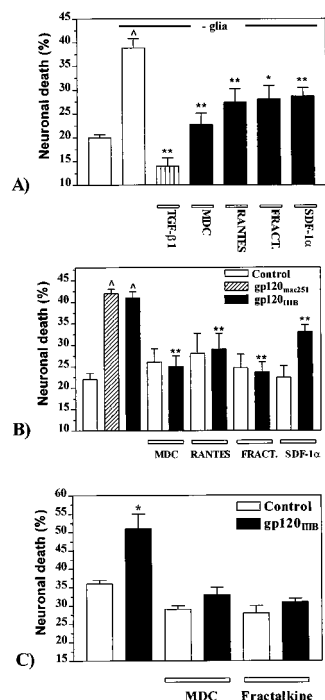 - glia
^
**
**
**
*
**
Neuronal death (%)
40
35
30
25
20
15
10
A)
TGF-β1
MDC
RANTES
FRACT.
SDF-1α
Control
gp120mac251
gp120IIIB
^
^
**
**
**
**
Neuronal death (%)
45
40
35
30
25
20
15
10
B)
MDC
RANTES
FRACT.
SDF-1α
Control
gp120IIIB
*
Neuronal death (%)
60
55
50
45
40
35
30
25
20
15
C)
MDC
Fractalkine